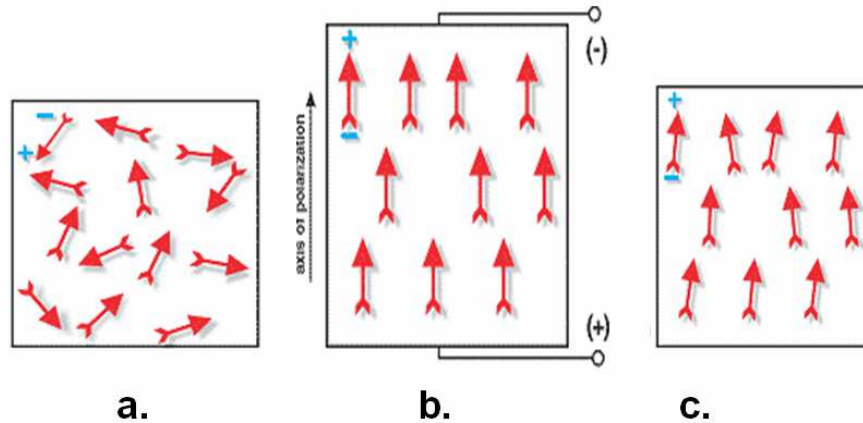 +
(-)
-
+
-
+
-
axis of polarization
(+)
a.
b.
c.